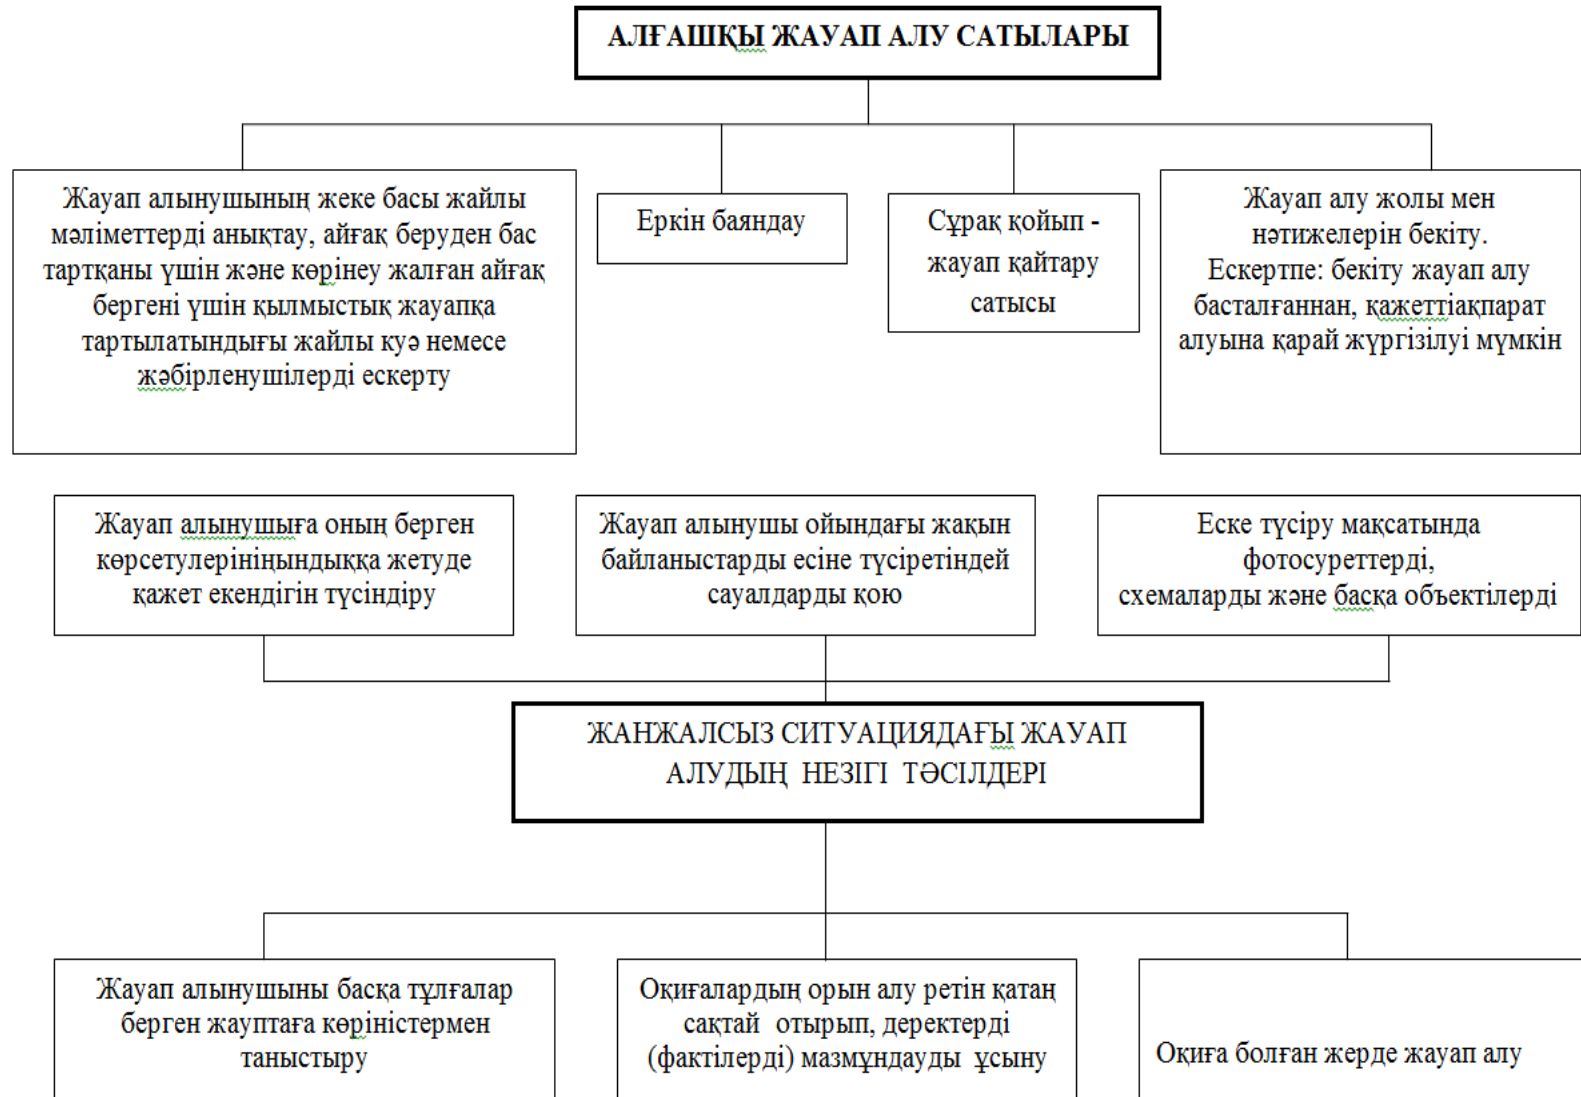 АЛҒАШҚЫ ЖАУАП АЛУ САТЫЛАРЫ
Жауап алынушының жеке басы жайлы
мәліметтерді анықтау, айғақ беруден бас
тартқаны үшін және көрінеу жалған айғақ
бергені үшін қылмыстық жауапқа
тартылатындығы жайлы куә немесе
жәбірленушілерді ескерту
Еркін баяндау
Сұрақ қойып -
жауап қайтару
сатысы
Жауап алу жолы мен
нәтижелерін бекіту.
Ескертпе: бекіту жауап алу
басталғаннан, қажеттіақпарат
алуына қарай жүргізілуі мүмкін
Жауап алынушыға оның берген
көрсетулерініңындыққа жетуде
қажет екендігін түсіндіру
Жауап алынушы ойындағы жақын
байланыстарды есіне түсіретіндей
сауалдарды қою
Еске түсіру мақсатында
фотосуреттерді,
схемаларды және басқа объектілерді
ЖАНЖАЛСЫЗ СИТУАЦИЯДАҒЫ ЖАУАП
АЛУДЫҢ НЕЗІГІ ТӘСІЛДЕРІ
Жауап алынушыны басқа тұлғалар
берген жауптаға көріністермен
таныстыру
Оқиғалардың орын алу ретін қатаң
сақтай отырып, деректерді
(фактілерді) мазмұндауды ұсыну
Оқиға болған жерде жауап алу